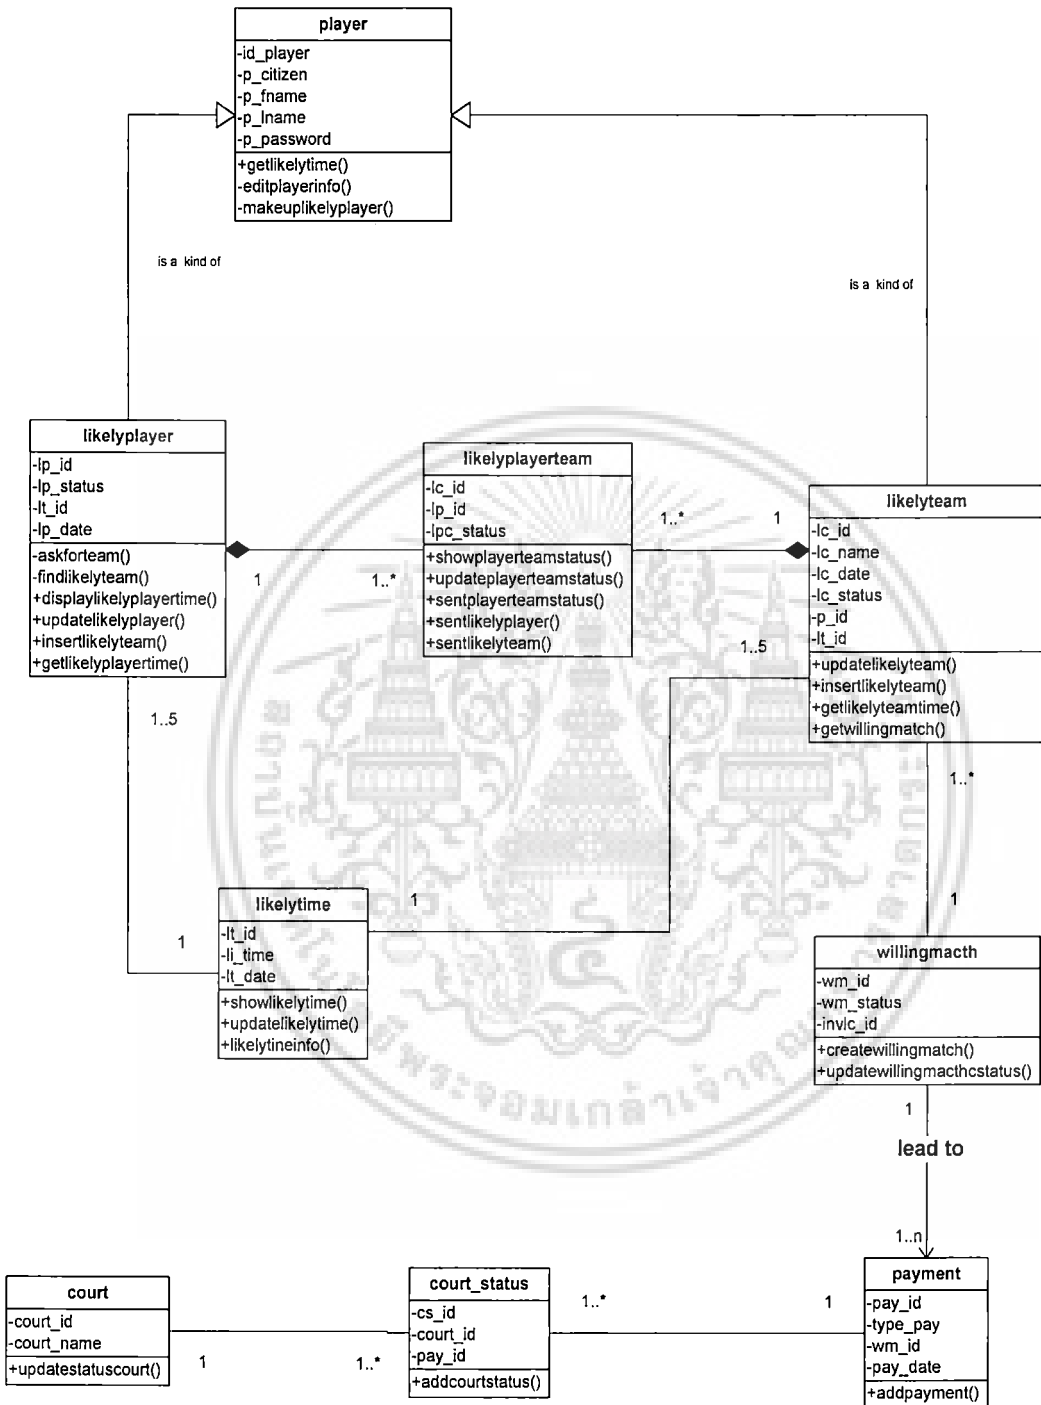 player
-id_player
-p_citizen
-p_fname
-p_lname
-p_password
+getlikelytime()
-editplayerinfo()
-makeuplikelyplayer()
is a kind of
is a kind of
likelyplayer
-lp_id
-lp_status
-lt_id
-lp_date
-askforteam()
-findlikelyteam()
+displaylikelyplayertime()
+updatelikelyplayer()
+insertlikelyteam()
+getlikelyplayertime()
1
1..*
likelyplayerteam
-lc_id
-lp_id
-lpc_status
+showplayerteamstatus()
+updateplayerteamstatus()
+sentplayerteamstatus()
+sentlikelyplayer()
+sentlikelyteam()
1..*
1
likelyteam
-lc_id
-lc_name
-lc_date
-lc_status
-p_id
-lt_id
+updatelikelyteam()
+insertlikelyteam()
+getlikelyteamtime()
+getwillingmatch()
1..5
1..5
1
1
likelytime
-lt_id
-li_time
-lt_date
+showlikelytime()
+updatelikelytime()
+likelytineinfo()
1..*
1
willingmacth
-wm_id
-wm_status
-invlc_id
+createwillingmatch()
+updatewillingmacthcstatus()
1
lead to
1..n
court
-court_id
-court_name
+updatestatuscourt()
1
1..*
court_status
-cs_id
-court_id
-pay_id
+addcourtstatus()
1..*
1
payment
-pay_id
-type_pay
-wm_id
-pay_date
+addpayment()